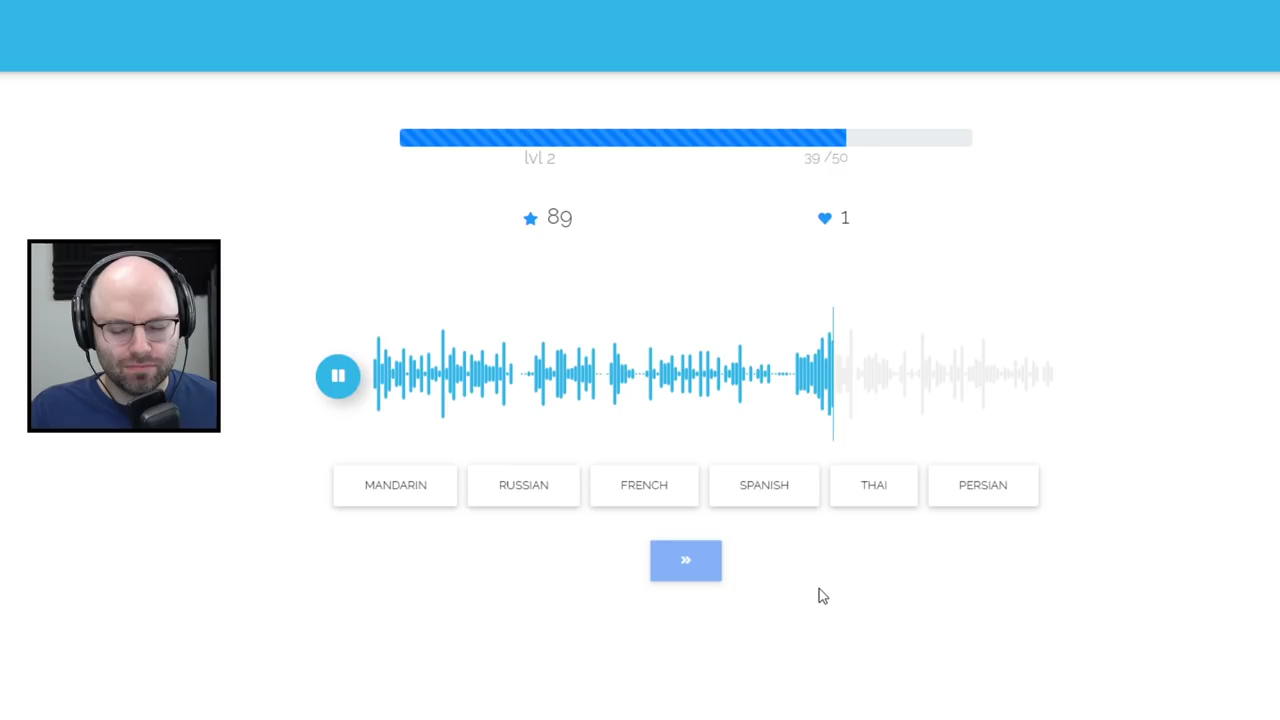 lvl 2
39 /50
89
1
MANDARIN
RUSSIAN
FRENCH
SPANISH
THAI
PERSIAN
»